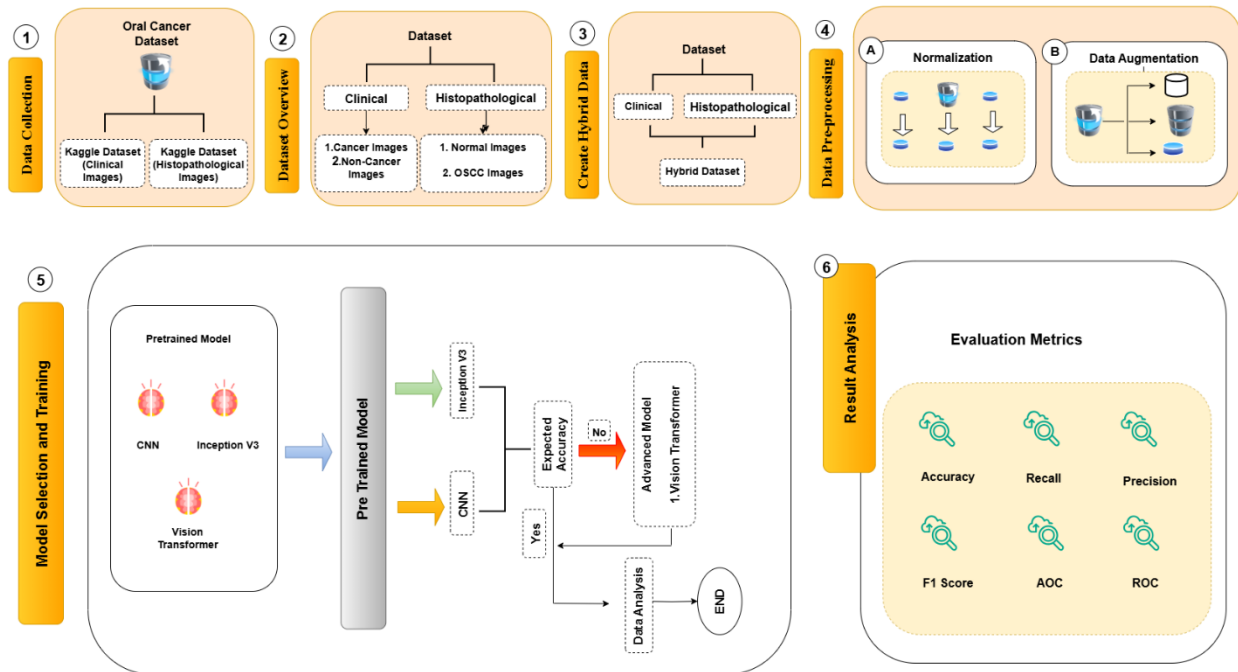 1
Data Collection
Oral Cancer
Dataset
Kaggle Dataset
(Clinical
Images)
Kaggle Dataset
(Histopathological
Images)
2
Dataset Overview
Dataset
Clinical
Histopathological
1.Cancer Images
2.Non-Cancer
Images
1. Normal Images
2. OSCC Images
3
Create Hybrid Data
Dataset
Clinical
Histopathological
Hybrid Dataset
4
Data Pre-processing
A
Normalization
B
Data Augmentation
5
Model Selection and Training
Pretrained Model
CNN
Inception V3
Vision
Transformer
Pre Trained Model
Inception V3
CNN
Expected
Accuracy
No
Advanced Model
1.Vision Transformer
Yes
Data Analysis
END
6
Result Analysis
Evaluation Metrics
Accuracy
Recall
Precision
F1 Score
AOC
ROC